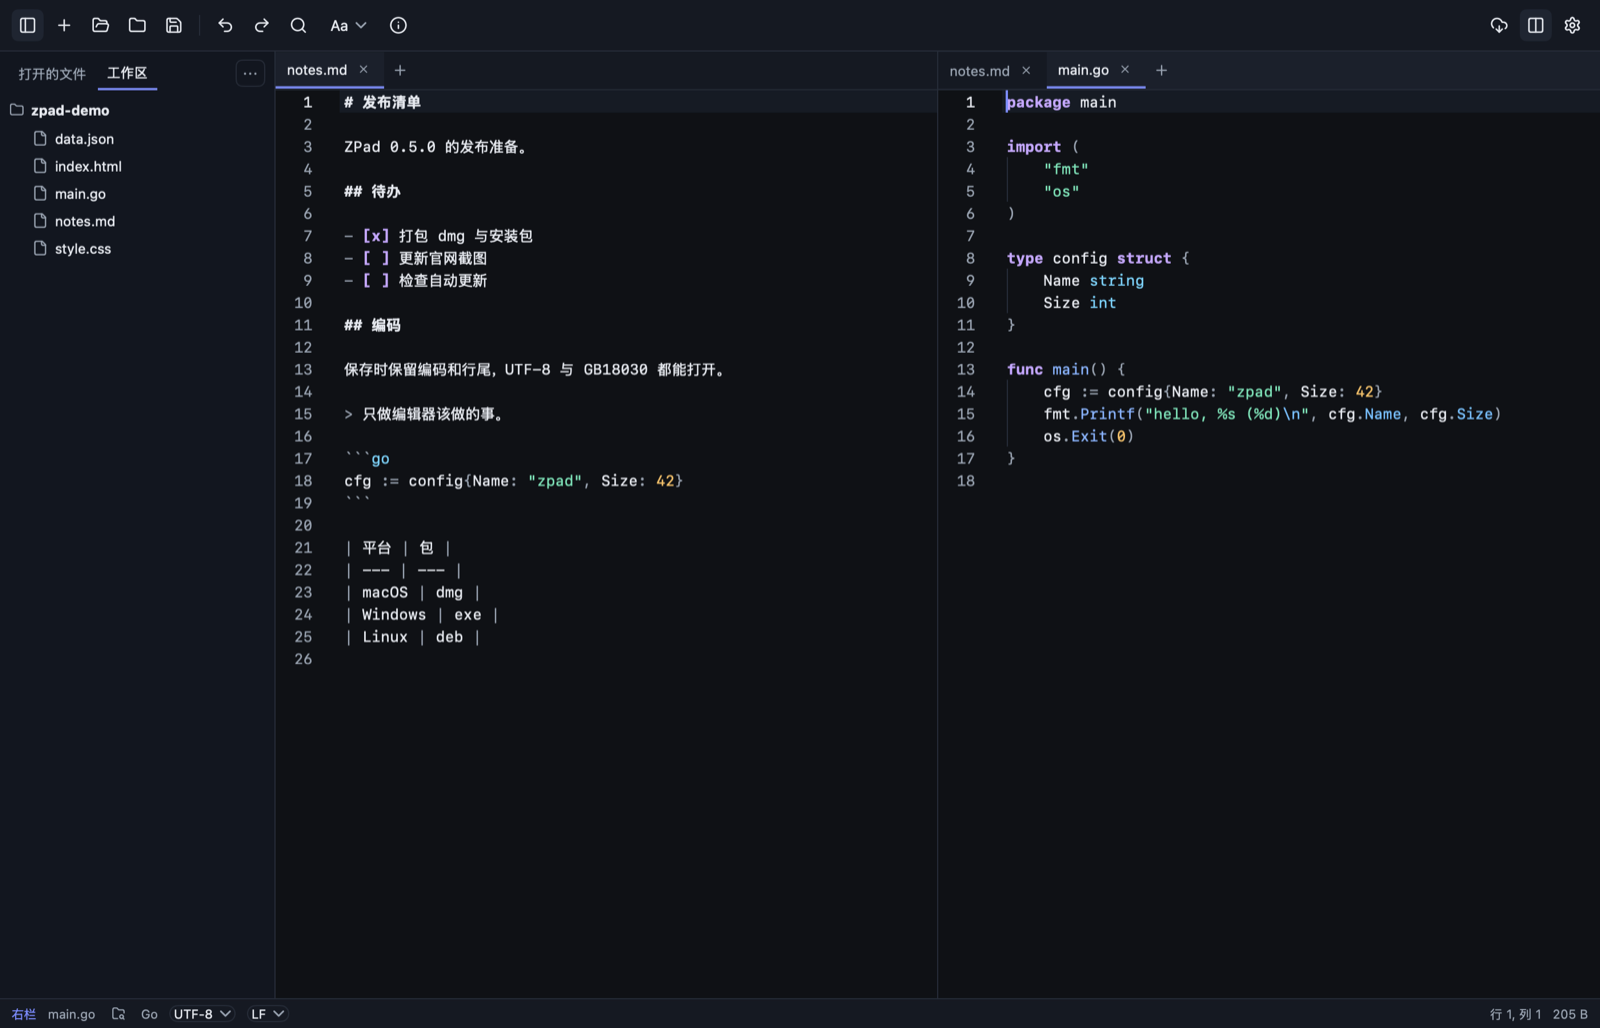 Aa
打开的文件 工作区 ...
zpad-demo
data.json
index.html
main.go
notes.md
style.css
notes.md × +
1 # 发布清单
2
3 ZPad 0.5.0 的发布准备。
4
5 ## 待办
6
7 - [x] 打包 dmg 与安装包
8 - [ ] 更新官网截图
9 - [ ] 检查自动更新
10
11 ## 编码
12
13 保存时保留编码和行尾，UTF-8 与 GB18030 都能打开。
14
15 > 只做编辑器该做的事。
16
17 ```go
18 cfg := config{Name: "zpad", Size: 42}
19 ```
20
21 | 平台 | 包 |
22 | --- | --- |
23 | macOS | dmg |
24 | Windows | exe |
25 | Linux | deb |
26
notes.md × main.go × +
1 package main
2
3 import (
4     "fmt"
5     "os"
6 )
7
8 type config struct {
9     Name string
10     Size int
11 }
12
13 func main() {
14     cfg := config{Name: "zpad", Size: 42}
15     fmt.Printf("hello, %s (%d)\n", cfg.Name, cfg.Size)
16     os.Exit(0)
17 }
18
右栏 main.go Go UTF-8 LF
行 1, 列 1 205 B